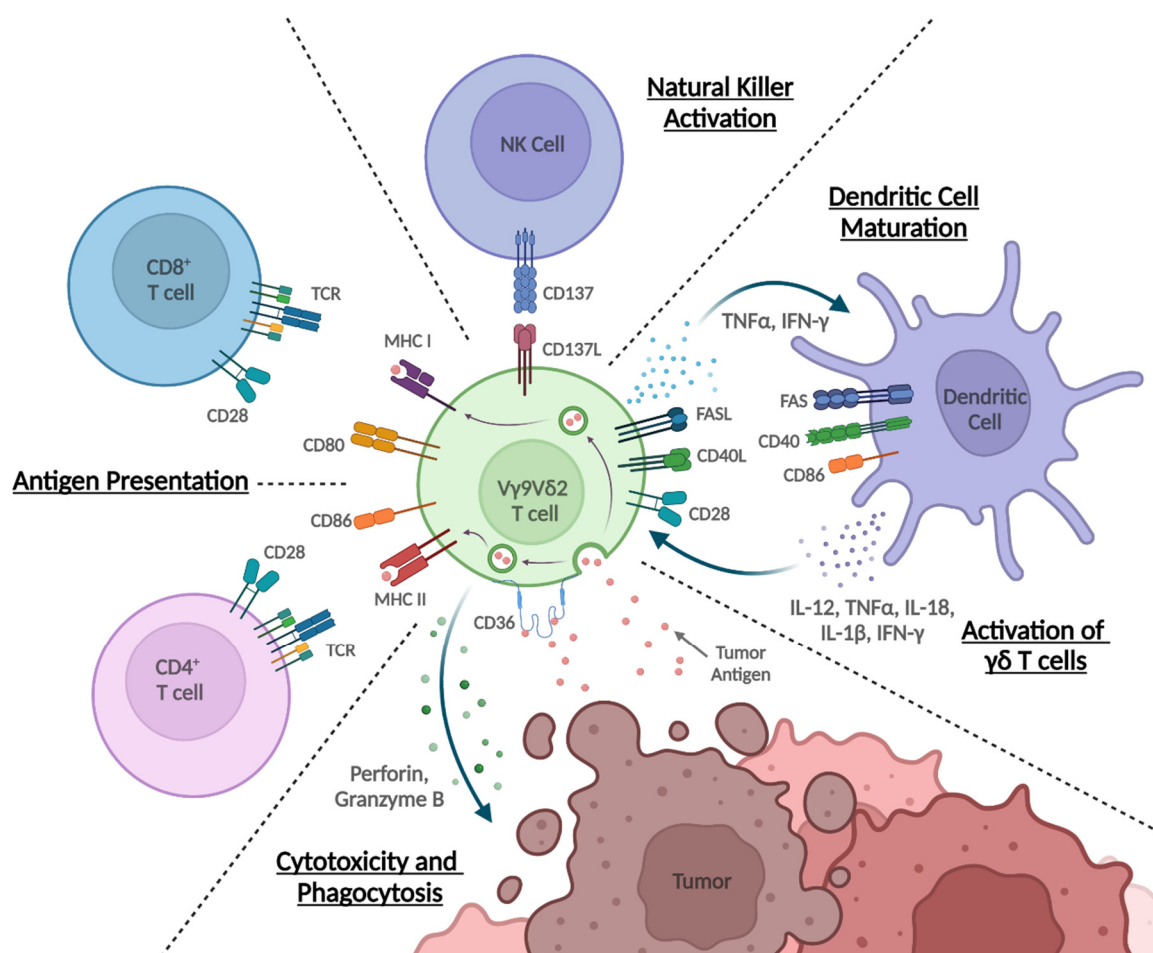 Natural Killer
Activation
NK Cell
Dendritic Cell
Maturation
CD8⁺
T cell
TCR
CD28
CD137
CD137L
MHC I
TNFα, IFN-γ
CD80
CD86
MHC II
Antigen Presentation
Vγ9Vδ2
T cell
FASL
CD40L
CD28
FAS
CD40
CD86
Dendritic
Cell
IL-12, TNFα, IL-18,
IL-1β, IFN-γ
Activation of
γδ T cells
CD28
TCR
CD4⁺
T cell
CD36
Tumor
Antigen
Perforin,
Granzyme B
Cytotoxicity and
Phagocytosis
Tumor